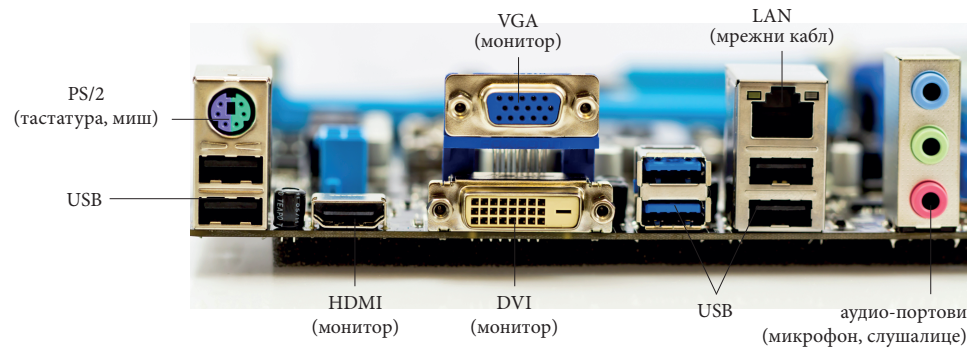 VGA
(монитор)
LAN
(мрежни кабл)
PS/2
(тастатура, миш)
USB
HDMI
(монитор)
DVI
(монитор)
USB
аудио-портови
(микрофон, слушалице)
TEAPO